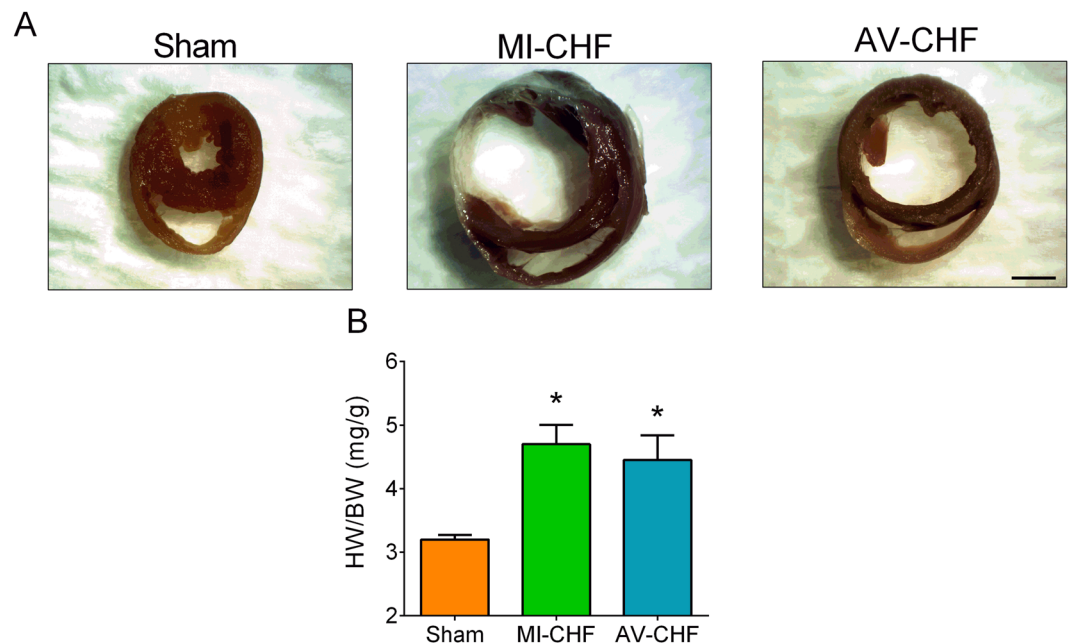 A
Sham
MI-CHF
AV-CHF
B
HW/BW (mg/g)
6
5
4
3
2
*
*
Sham
MI-CHF
AV-CHF